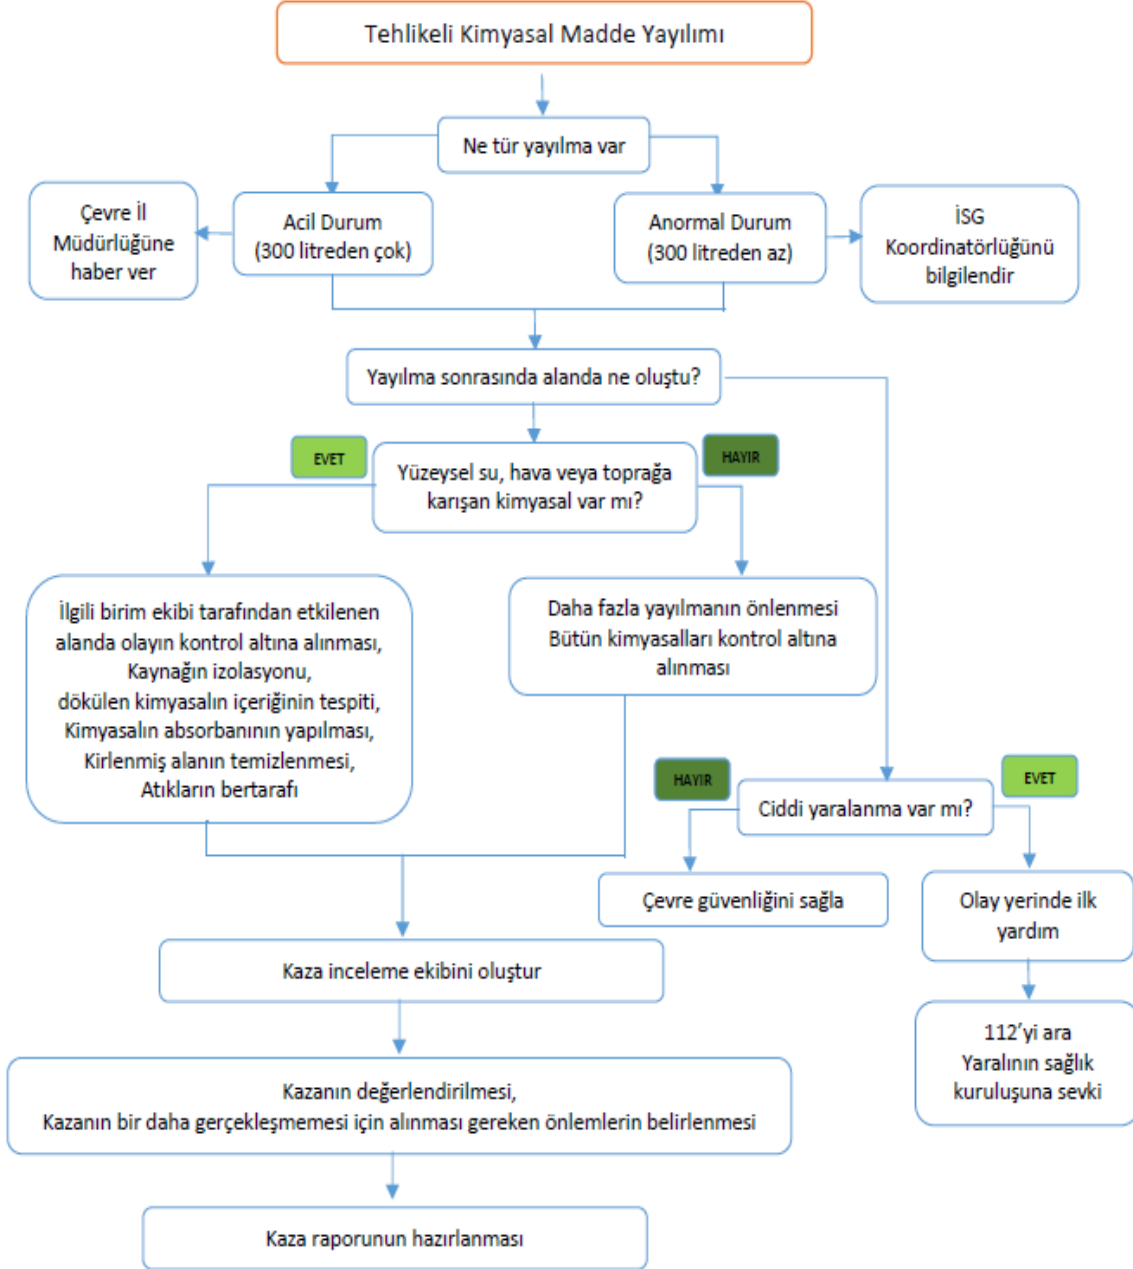 Tehlikeli Kimyasal Madde Yayılımı
Ne tür yayılma var
Çevre İl
Müdürlüğüne
haber ver
Acil Durum
(300 litreden çok)
Anormal Durum
(300 litreden az)
İSG
Koordinatörlüğünü
bilgilendir
Yayılma sonrasında alanda ne oluştu?
EVET
Yüzeysel su, hava veya toprağa
karışan kimyasal var mı?
HAYIR
İlgili birim ekibi tarafından etkilenen
alanda olayın kontrol altına alınması,
Kaynağın izolasyonu,
dökülen kimyasalın içeriğinin tespiti,
Kimyasalın absorbanının yapılması,
Kirlenmiş alanın temizlenmesi,
Atıkların bertarafı
Daha fazla yayılmanın önlenmesi
Bütün kimyasalları kontrol altına
alınması
HAYIR
EVET
Ciddi yaralanma var mı?
Çevre güvenliğini sağla
Olay yerinde ilk
yardım
Kaza inceleme ekibini oluştur
112'yi ara
Yaralının sağlık
kuruluşuna sevki
Kazanın değerlendirilmesi,
Kazanın bir daha gerçekleşmemesi için alınması gereken önlemlerin belirlenmesi
Kaza raporunun hazırlanması